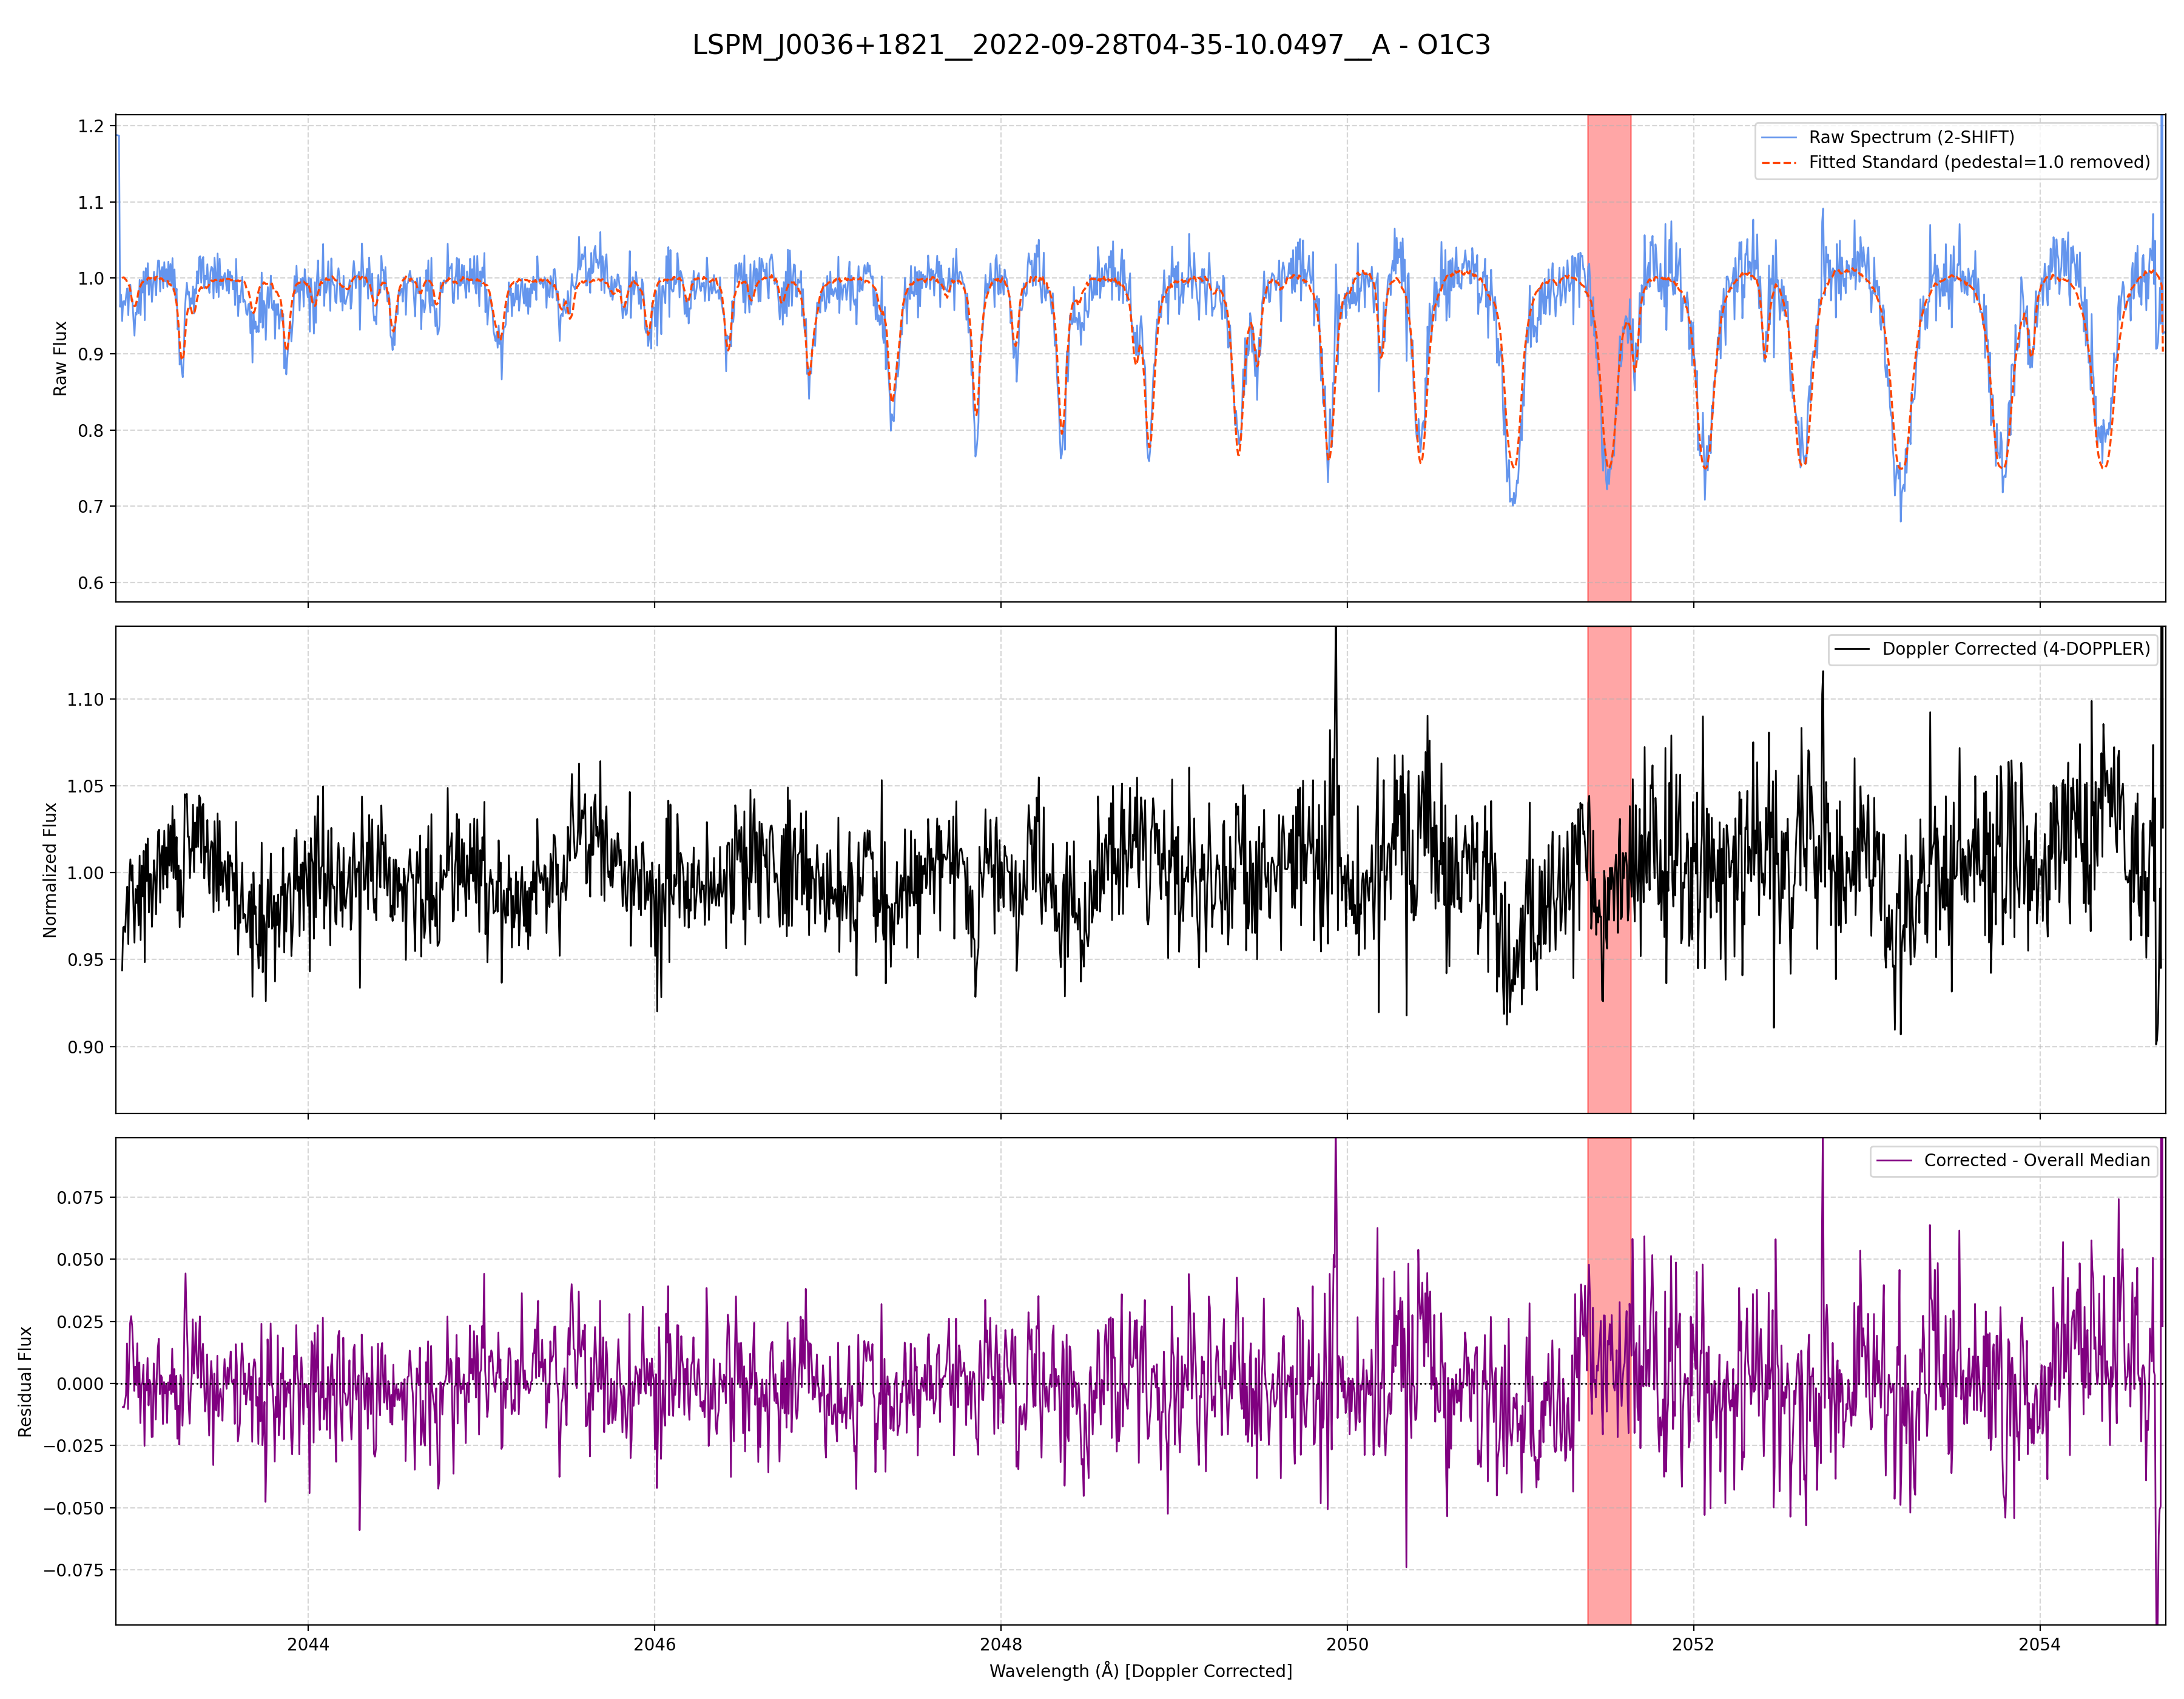 LSPM_J0036+1821__2022-09-28T04-35-10.0497__A - O1C3
1.2
1.1
1.0
0.9
0.8
0.7
0.6
Raw Flux
Raw Spectrum (2-SHIFT)
Fitted Standard (pedestal=1.0 removed)
1.10
1.05
1.00
0.95
0.90
Normalized Flux
Doppler Corrected (4-DOPPLER)
0.075
0.050
0.025
0.000
−0.025
−0.050
−0.075
Residual Flux
Corrected - Overall Median
2044 2046 2048 2050 2052 2054
Wavelength (Å) [Doppler Corrected]